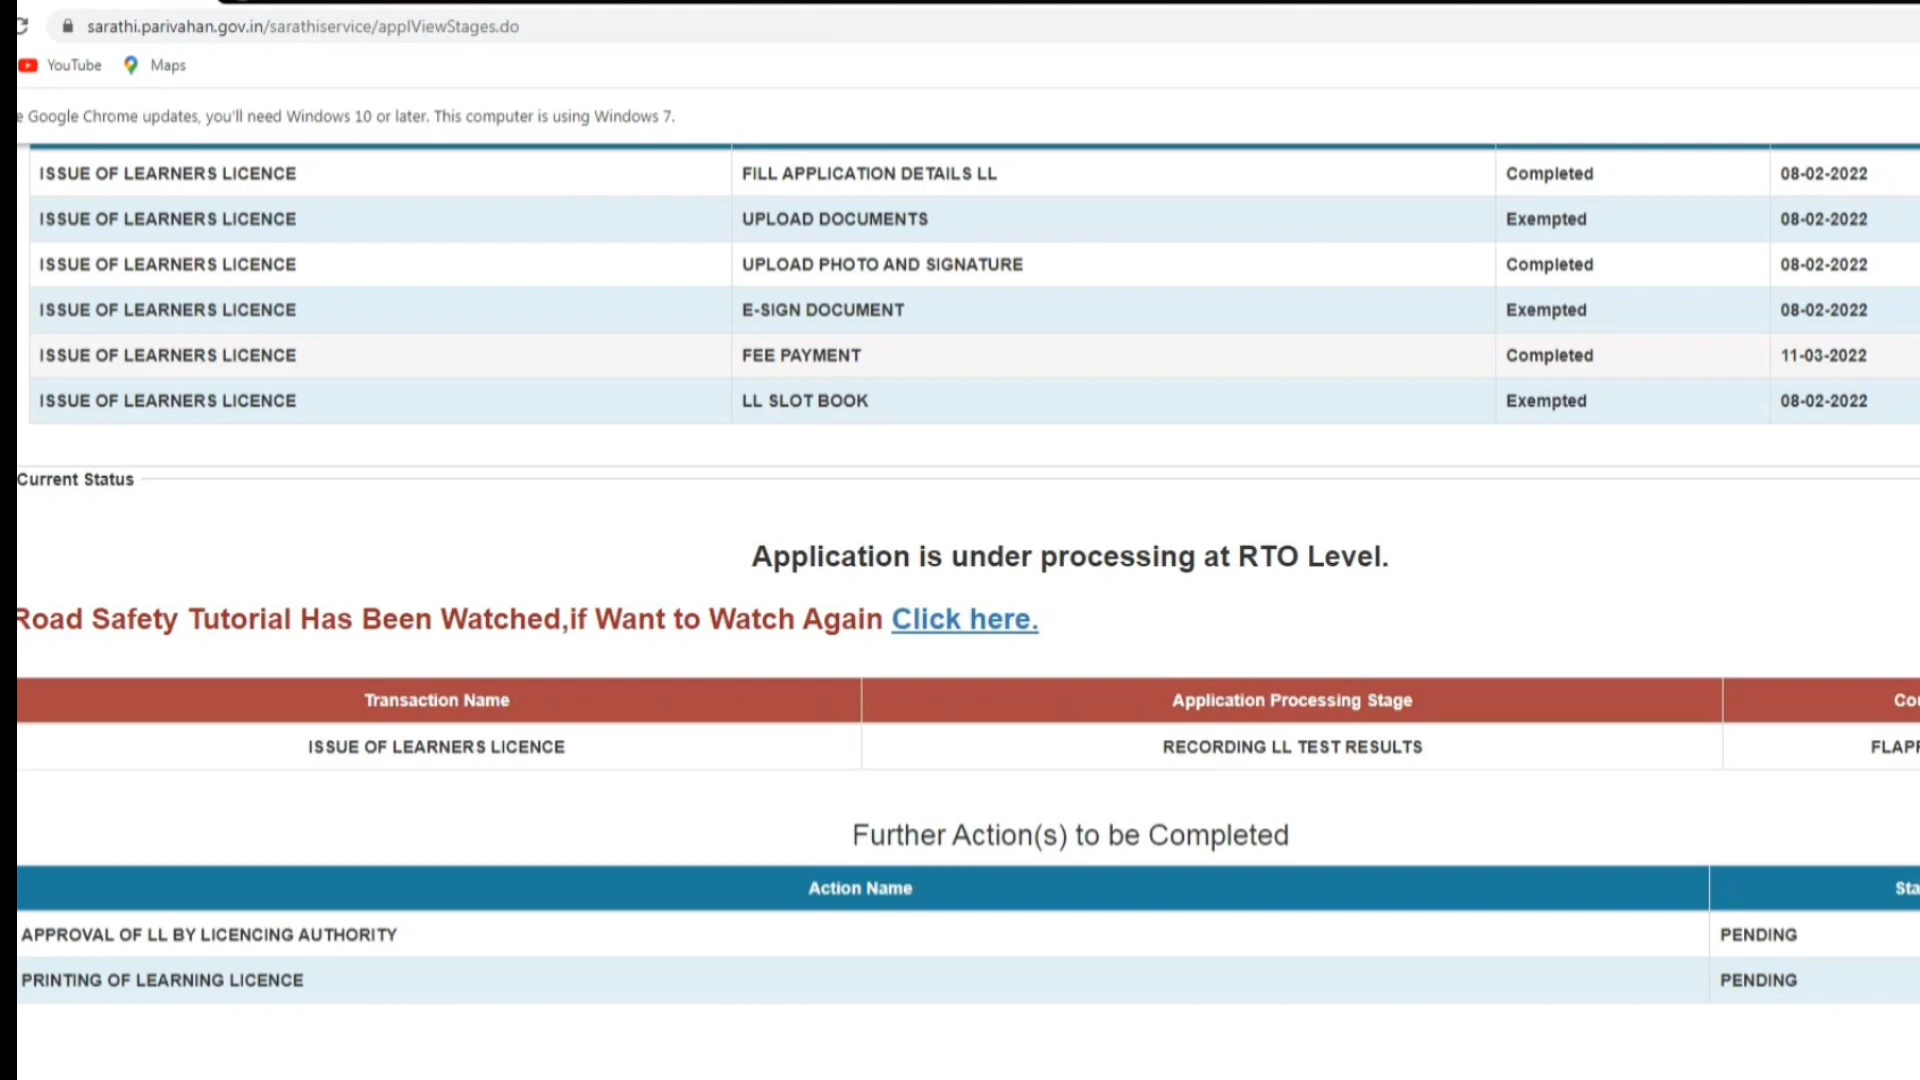 sarathi.parivahan.gov.in/sarathiservice/applViewStages.do
YouTube Maps
Google Chrome updates, you'll need Windows 10 or later. This computer is using Windows 7.
ISSUE OF LEARNERS LICENCE FILL APPLICATION DETAILS LL Completed 08-02-2022
ISSUE OF LEARNERS LICENCE UPLOAD DOCUMENTS Exempted 08-02-2022
ISSUE OF LEARNERS LICENCE UPLOAD PHOTO AND SIGNATURE Completed 08-02-2022
ISSUE OF LEARNERS LICENCE E-SIGN DOCUMENT Exempted 08-02-2022
ISSUE OF LEARNERS LICENCE FEE PAYMENT Completed 11-03-2022
ISSUE OF LEARNERS LICENCE LL SLOT BOOK Exempted 08-02-2022
Current Status
Application is under processing at RTO Level.
Road Safety Tutorial Has Been Watched,if Want to Watch Again Click here.
Transaction Name Application Processing Stage
ISSUE OF LEARNERS LICENCE RECORDING LL TEST RESULTS
Further Action(s) to be Completed
Action Name
APPROVAL OF LL BY LICENCING AUTHORITY PENDING
PRINTING OF LEARNING LICENCE PENDING